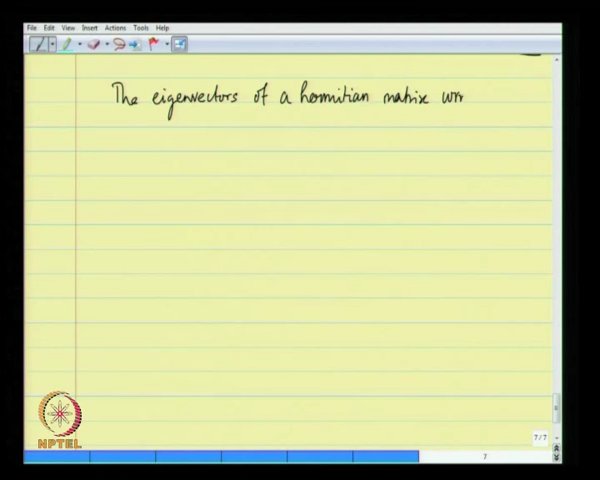 File Edit View Insert Actions Tools Help
The eigenvectors of a hermitian matrix
NPTEL
7/7
7